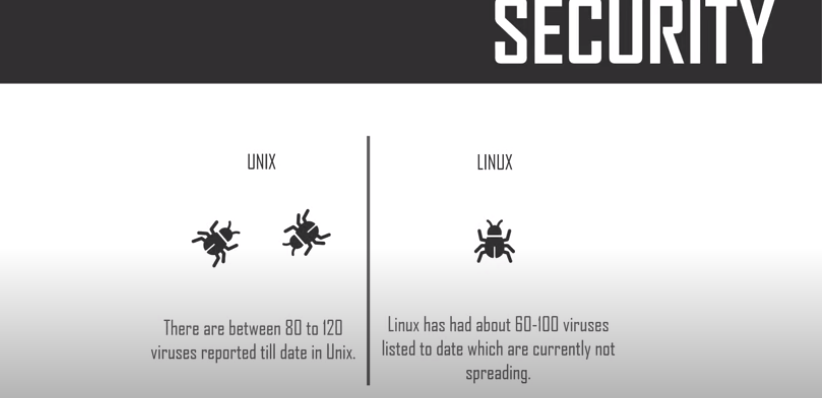 SECURITY
UNIX
There are between 80 to 120
viruses reported till date in Unix.
LINUX
Linux has had about 60-100 viruses
listed to date which are currently not
spreading.